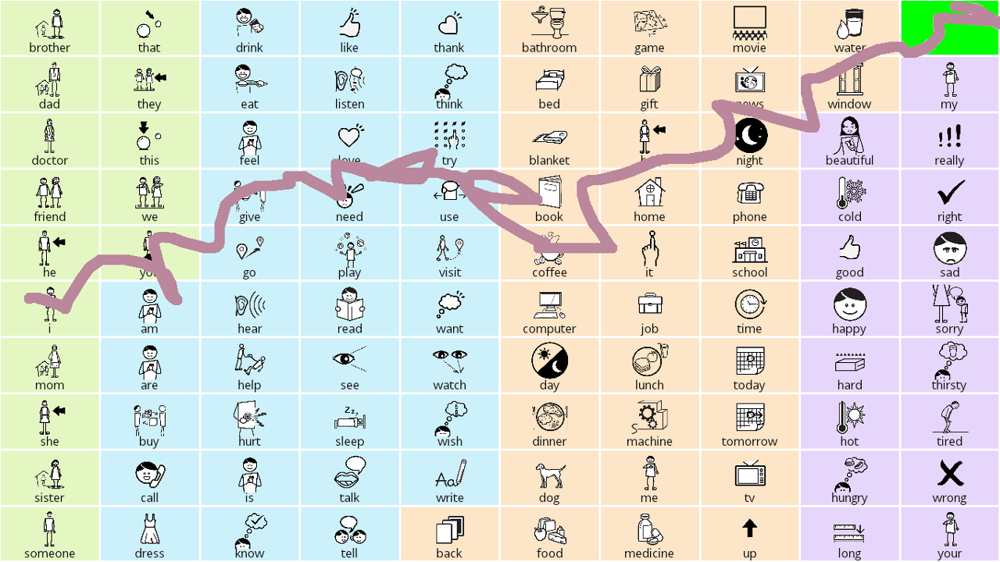 brother that drink like thank bathroom game movie water
dad they eat listen think bed gift news window my
doctor this feel love try blanket night beautiful really
friend we give need use book home phone cold right
he you go play visit coffee it school good sad
i am hear read want computer job time happy sorry
mom are help see watch day lunch today hard thirsty
she buy hurt sleep wish dinner machine tomorrow hot tired
sister call is talk write dog me tv hungry wrong
someone dress know tell back food medicine up long your